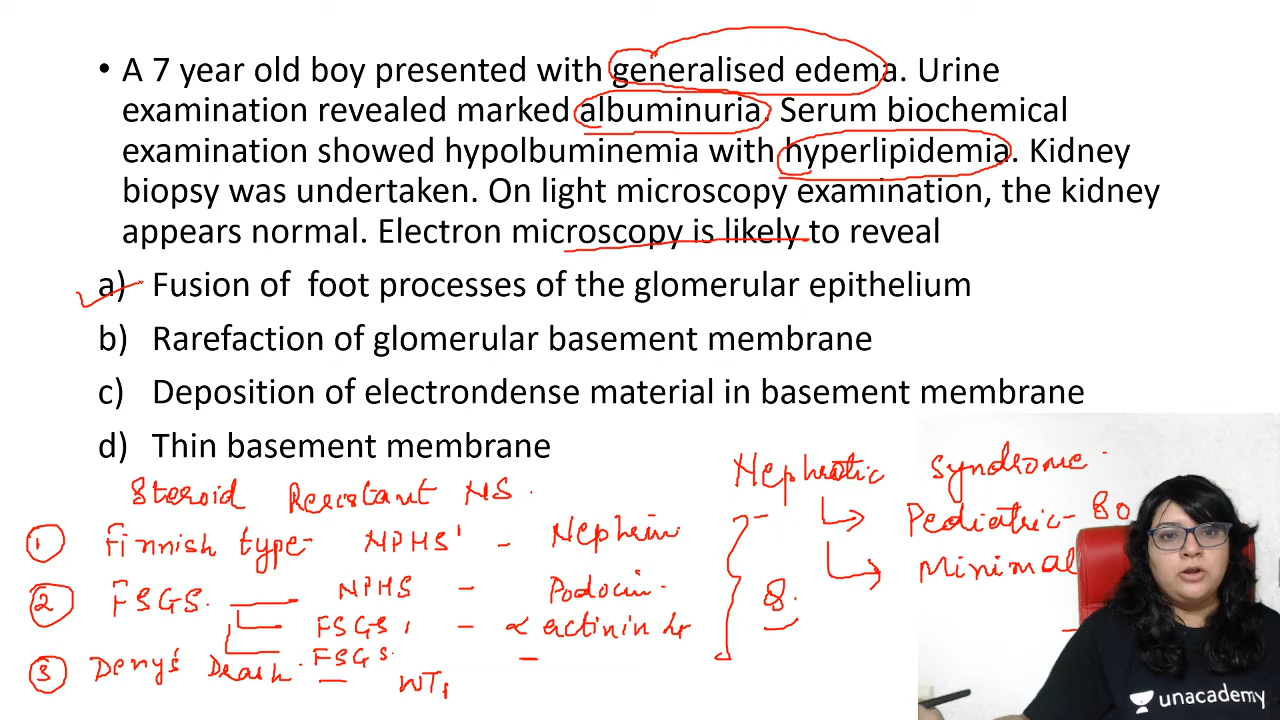 • A 7 year old boy presented with generalised edema. Urine
examination revealed marked albuminuria. Serum biochemical
examination showed hypolbuminemia with hyperlipidemia. Kidney
biopsy was undertaken. On light microscopy examination, the kidney
appears normal. Electron microscopy is likely to reveal
a) Fusion of foot processes of the glomerular epithelium
b) Rarefaction of glomerular basement membrane
c) Deposition of electrondense material in basement membrane
d) Thin basement membrane
Nephrotic Syndrome.
Pediatric - 80
Minimal
Steroid Resistant NS.
1 Finnish type - NPHS 1 - Nephrin
2 FSGS. NPHS - Podocin.
FSGS 1 - α actinin 4
FSGS.
3 Denys Drash. WT1
8.
unacademy